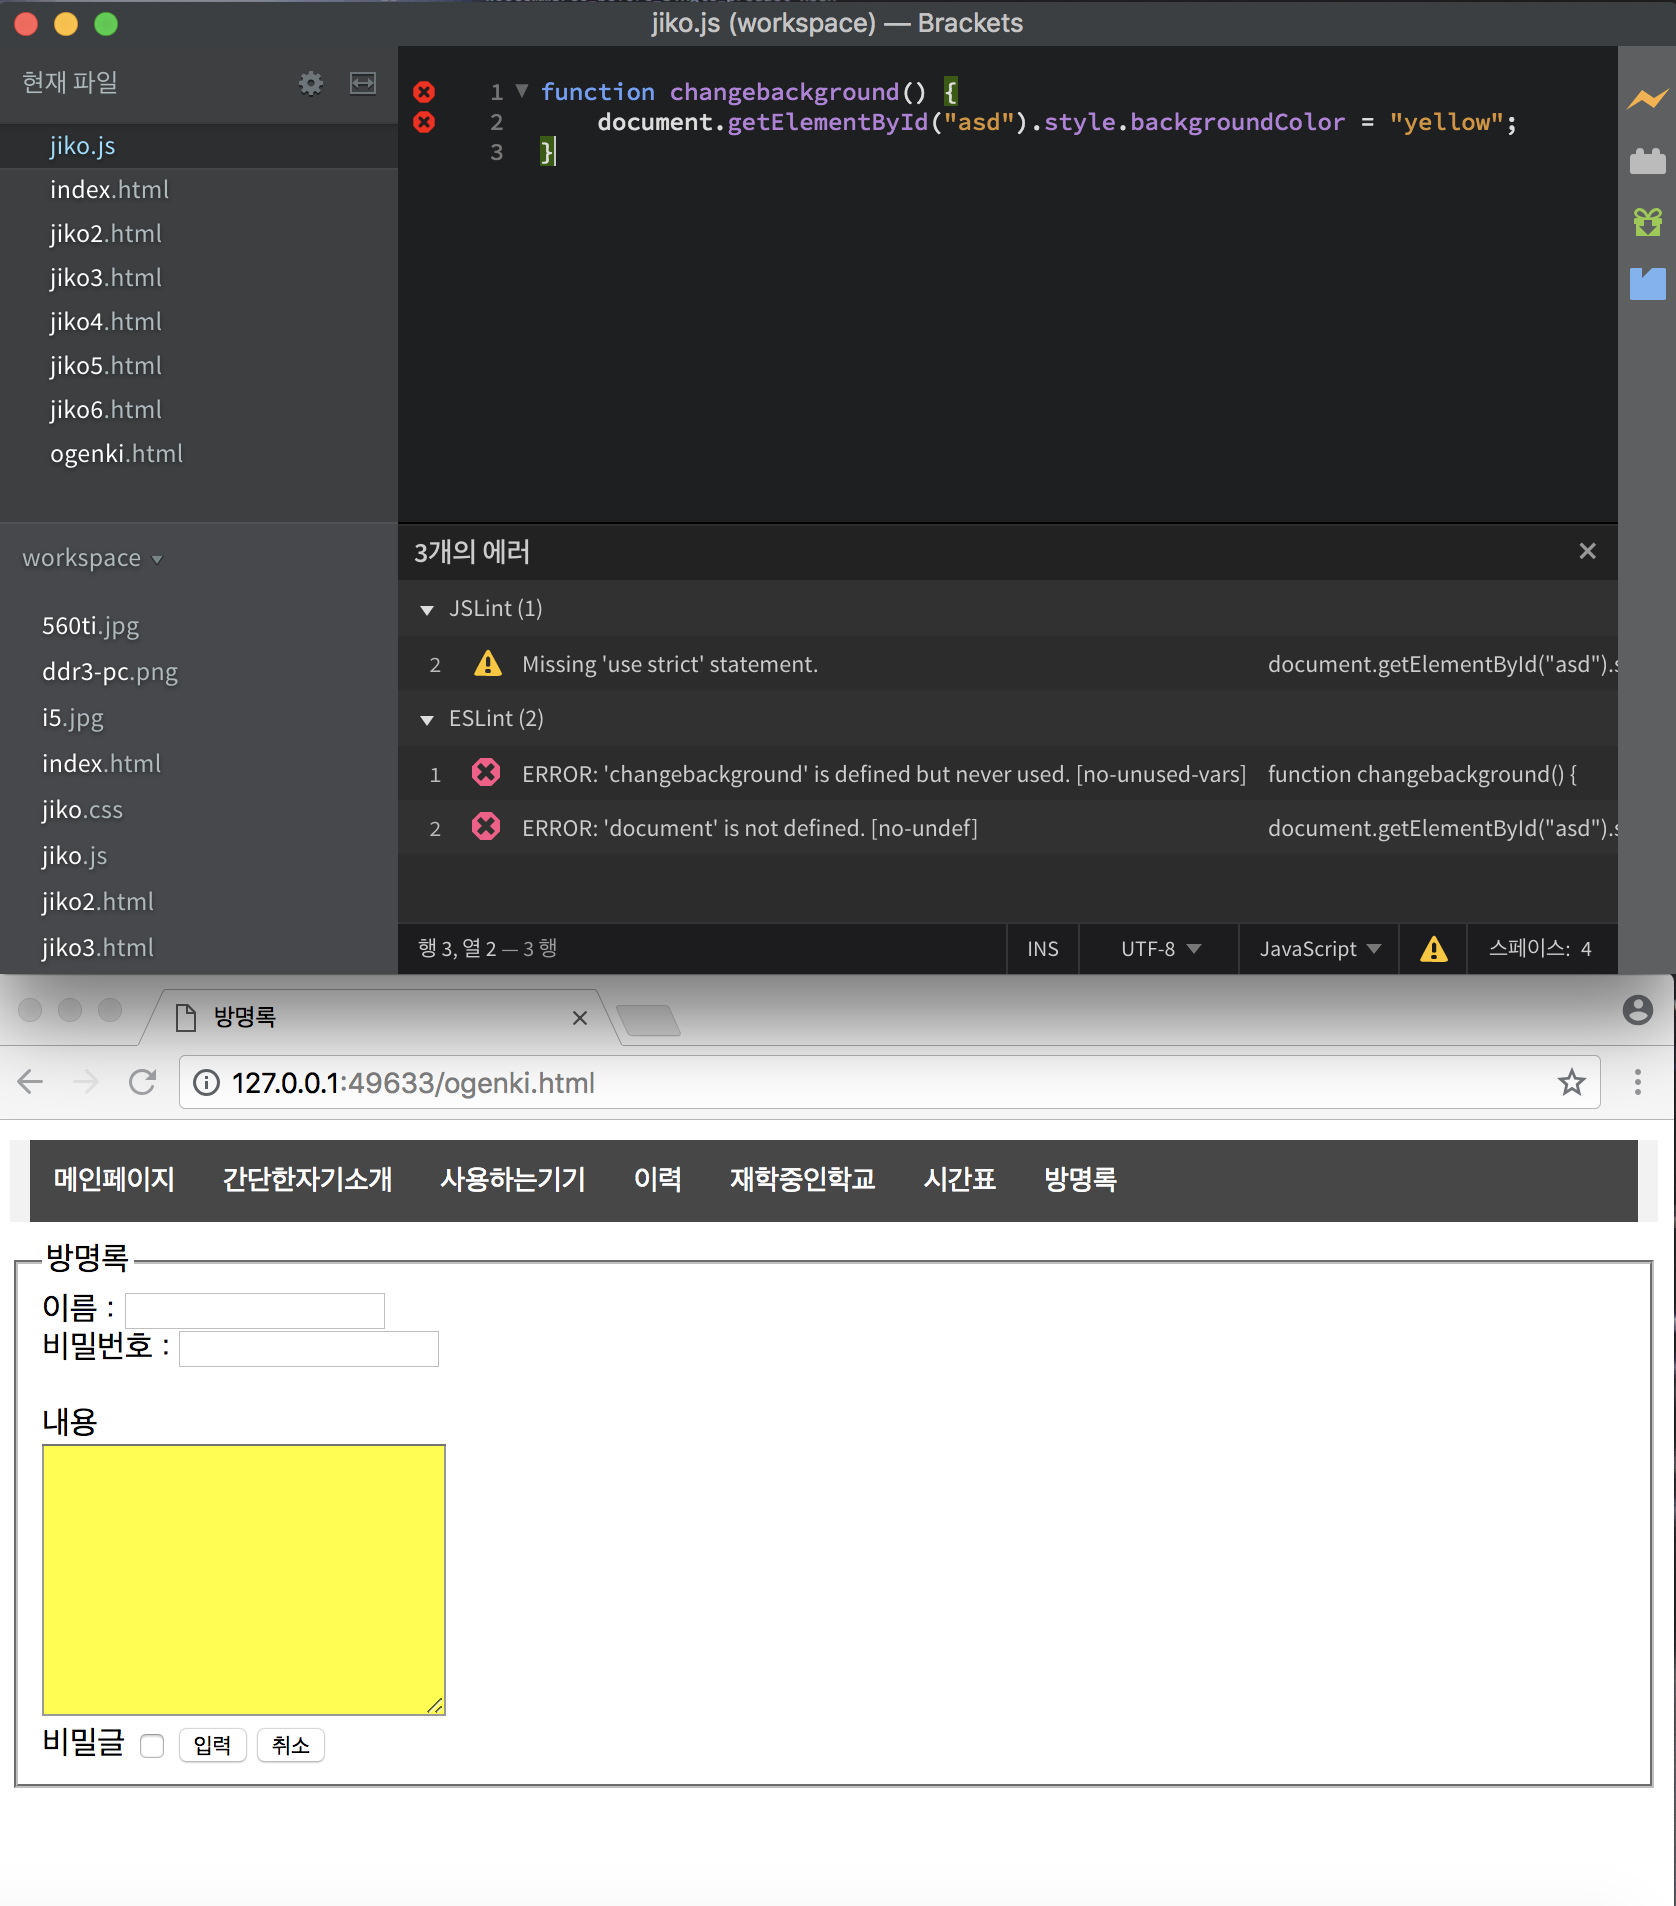 jiko.js (workspace) — Brackets
현재 파일
jiko.js
index.html
jiko2.html
jiko3.html
jiko4.html
jiko5.html
jiko6.html
ogenki.html
workspace
560ti.jpg
ddr3-pc.png
i5.jpg
index.html
jiko.css
jiko.js
jiko2.html
jiko3.html
1 function changebackground() {
2 document.getElementById("asd").style.backgroundColor = "yellow";
3 }
3개의 에러
JSLint (1)
2 Missing 'use strict' statement. document.getElementById("asd").s
ESLint (2)
1 ERROR: 'changebackground' is defined but never used. [no-unused-vars] function changebackground() {
2 ERROR: 'document' is not defined. [no-undef] document.getElementById("asd").s
행 3, 열 2 — 3 행 INS UTF-8 JavaScript 스페이스: 4
방명록
127.0.0.1:49633/ogenki.html
메인페이지 간단한자기소개 사용하는기기 이력 재학중인학교 시간표 방명록
방명록
이름 :
비밀번호 :
내용
비밀글 입력 취소